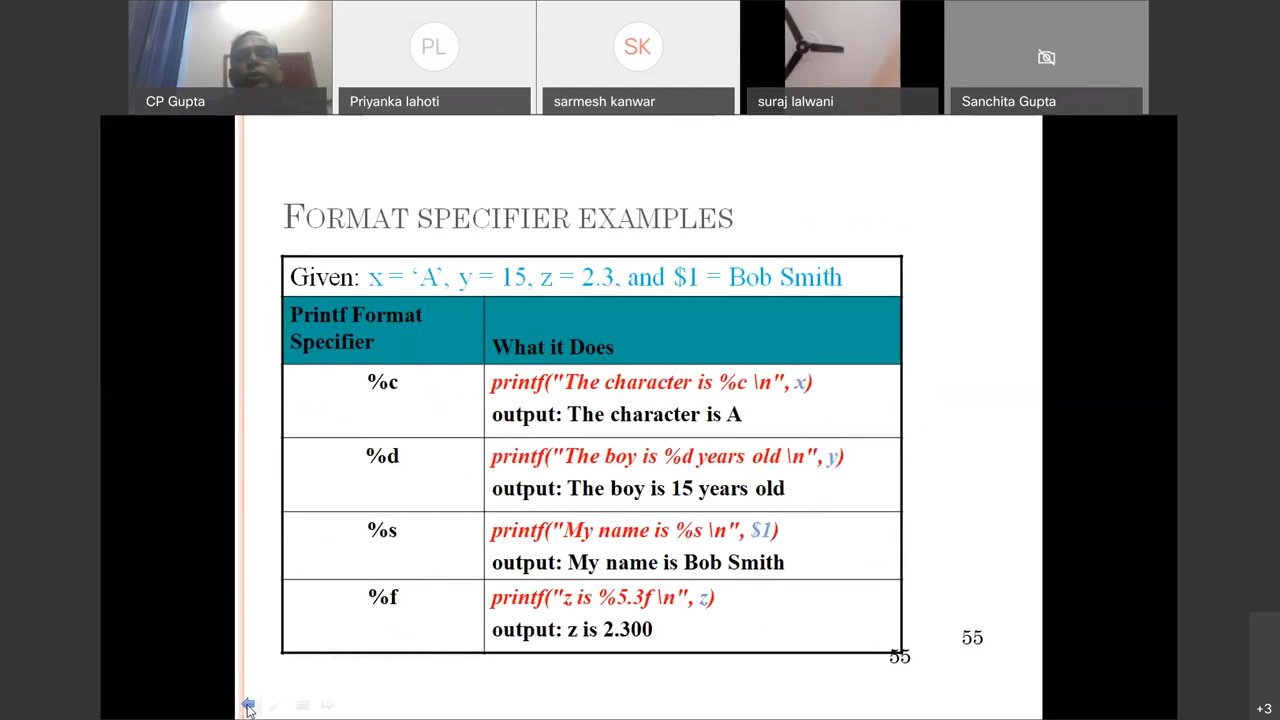 PL
SK
CP Gupta
Priyanka lahoti
sarmesh kanwar
suraj lalwani
Sanchita Gupta
FORMAT SPECIFIER EXAMPLES
Given: x = ‘A’, y = 15, z = 2.3, and $1 = Bob Smith
Printf Format
Specifier
What it Does
%c
printf("The character is %c \n", x)
output: The character is A
%d
printf("The boy is %d years old \n", y)
output: The boy is 15 years old
%s
printf("My name is %s \n", $1)
output: My name is Bob Smith
%f
printf("z is %5.3f \n", z)
output: z is 2.300
55
55
+3